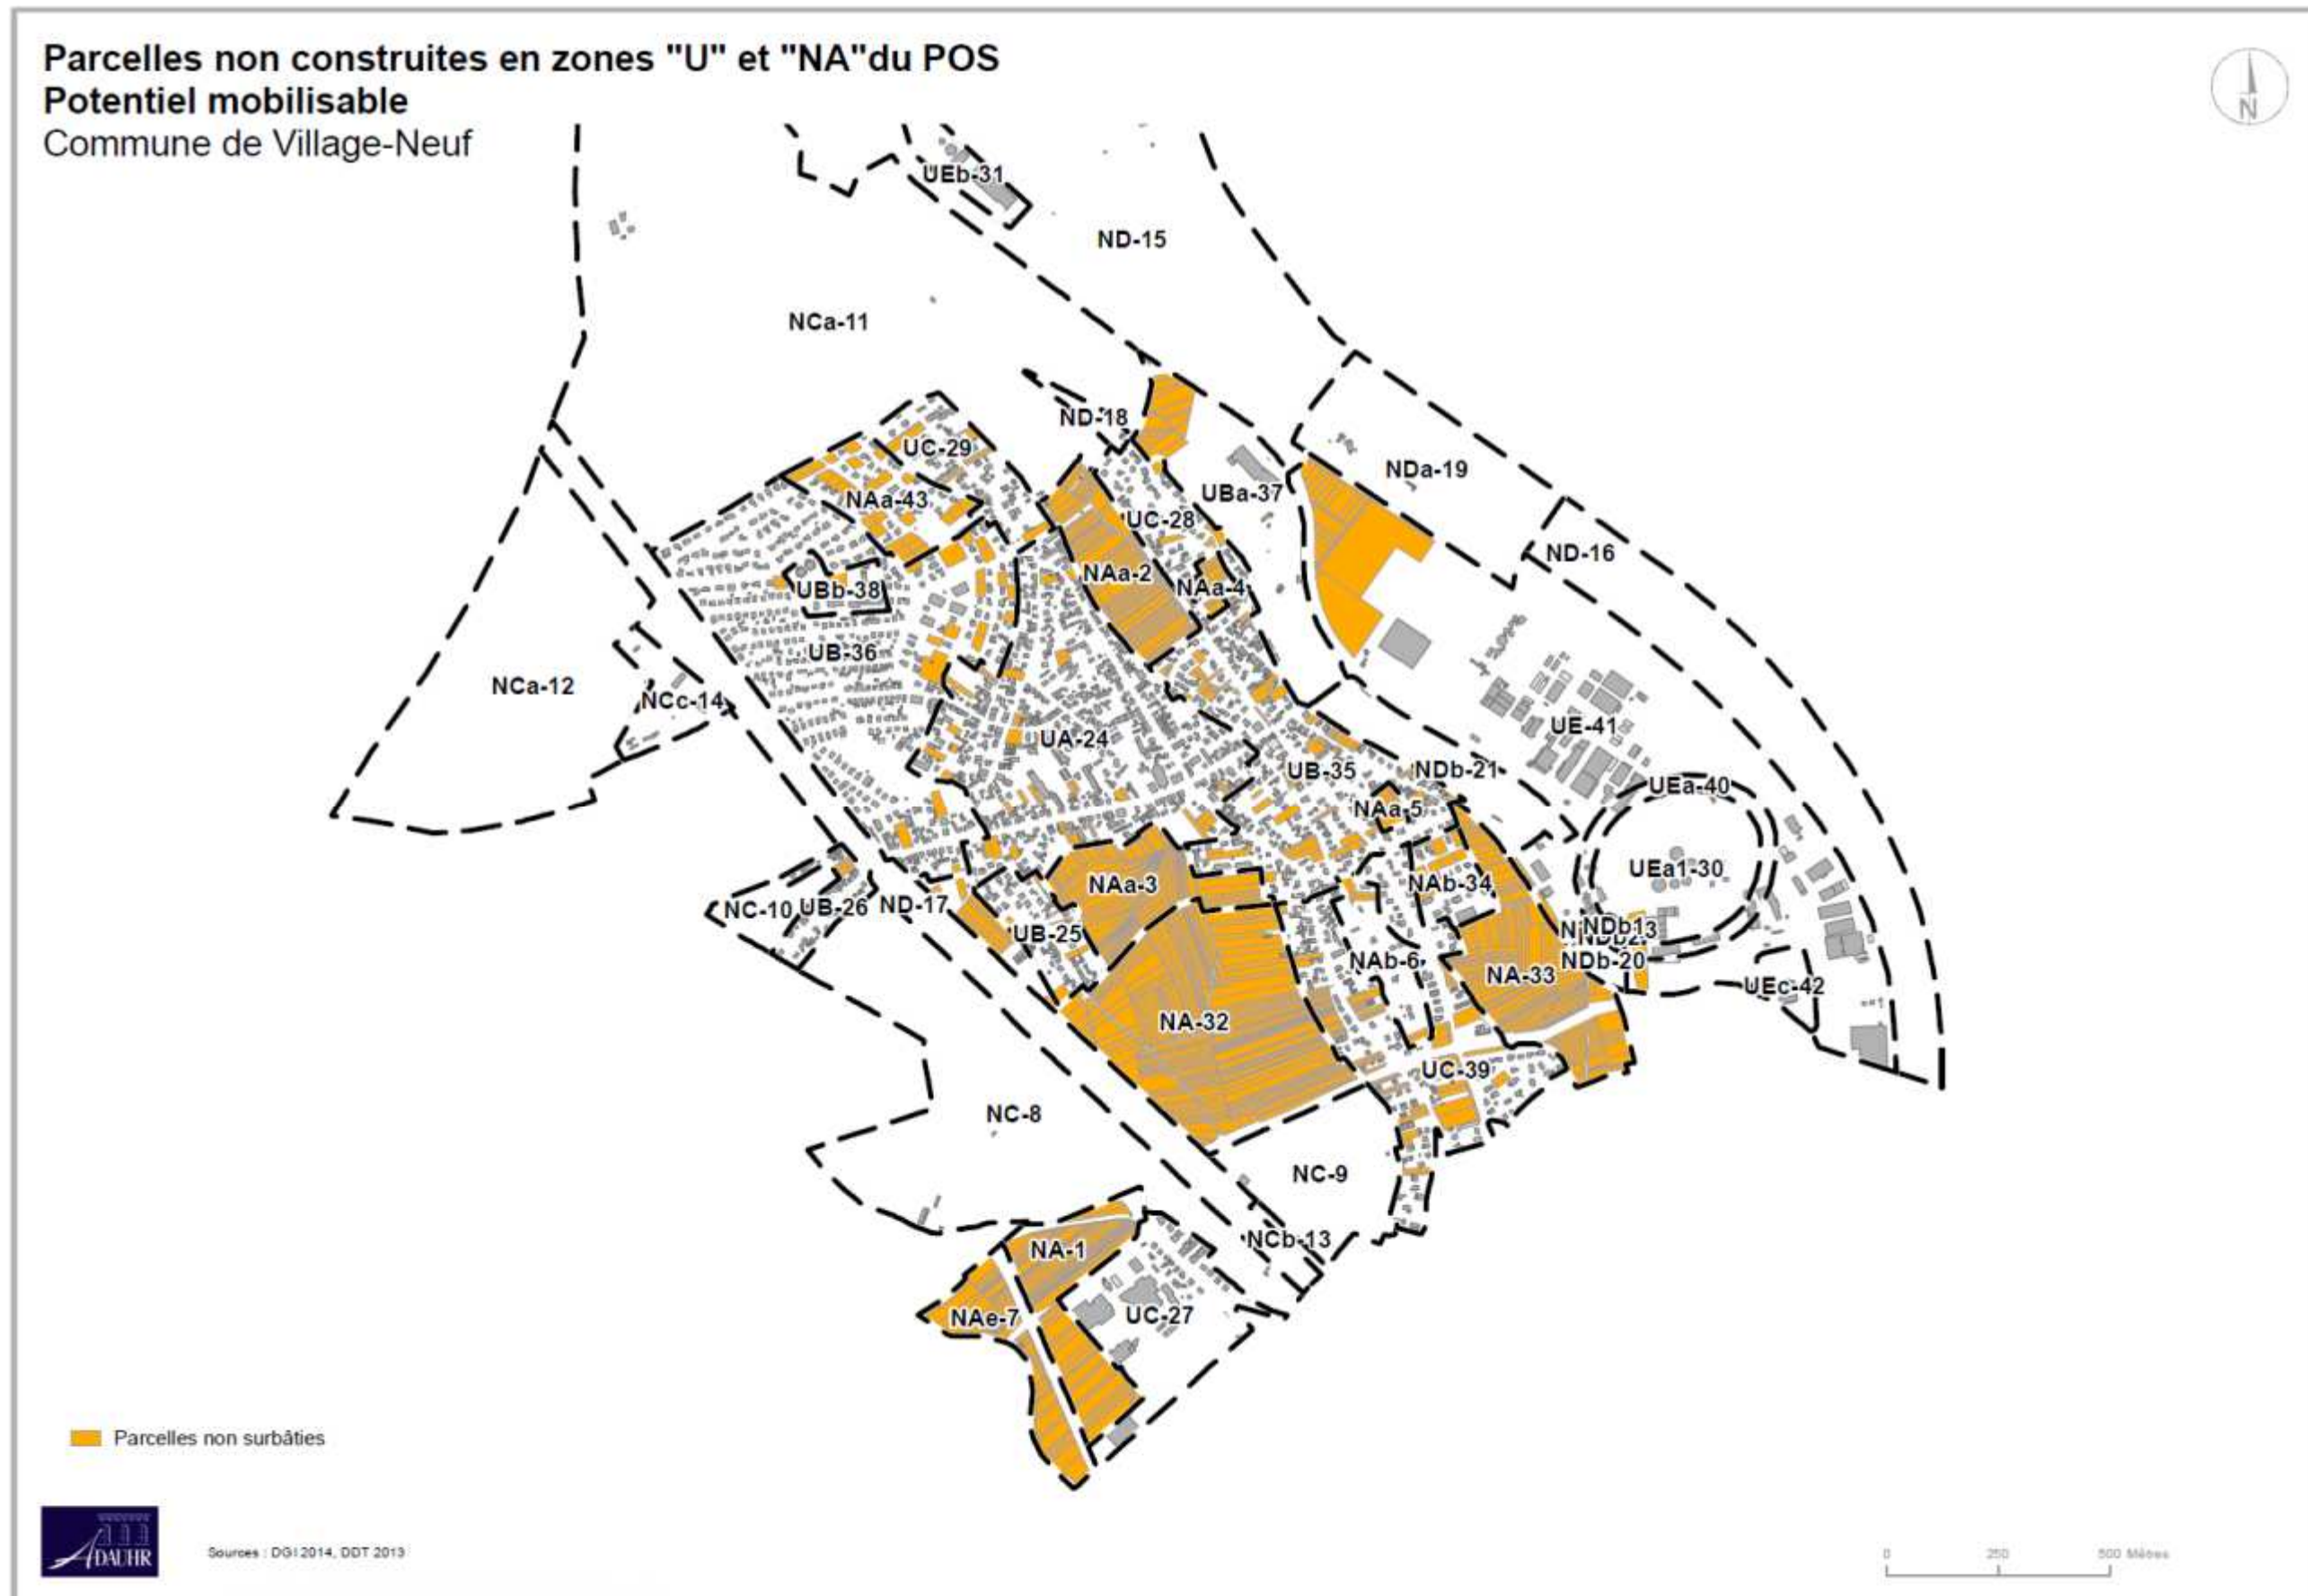 Parcelles non construites en zones "U" et "NA"du POS
Potentiel mobilisable
Commune de Village-Neuf
N
UEb-31
ND-15
NCa-11
ND-18
UC-29
NDa-19
UBa-37
NAa-43
UC-28
ND-16
NAa-2
NAa-4
UBb-38
UB-36
NCa-12
NCc-14
UE-41
UA-24
UB-35
NDb-21
UEa-40
NAa-5
UEa1-30
NAa-3
NAb-34
NC-10
UB-26
ND-17
UB-25
NDb13
NDb-20
NAb-6
NA-33
UEc-42
NA-32
UC-39
NC-8
NC-9
NCb-13
NA-1
NAe-7
UC-27
Parcelles non surbâties
ADAUHR
Sources : DGI 2014, DDT 2013
0 250 500 Mètres